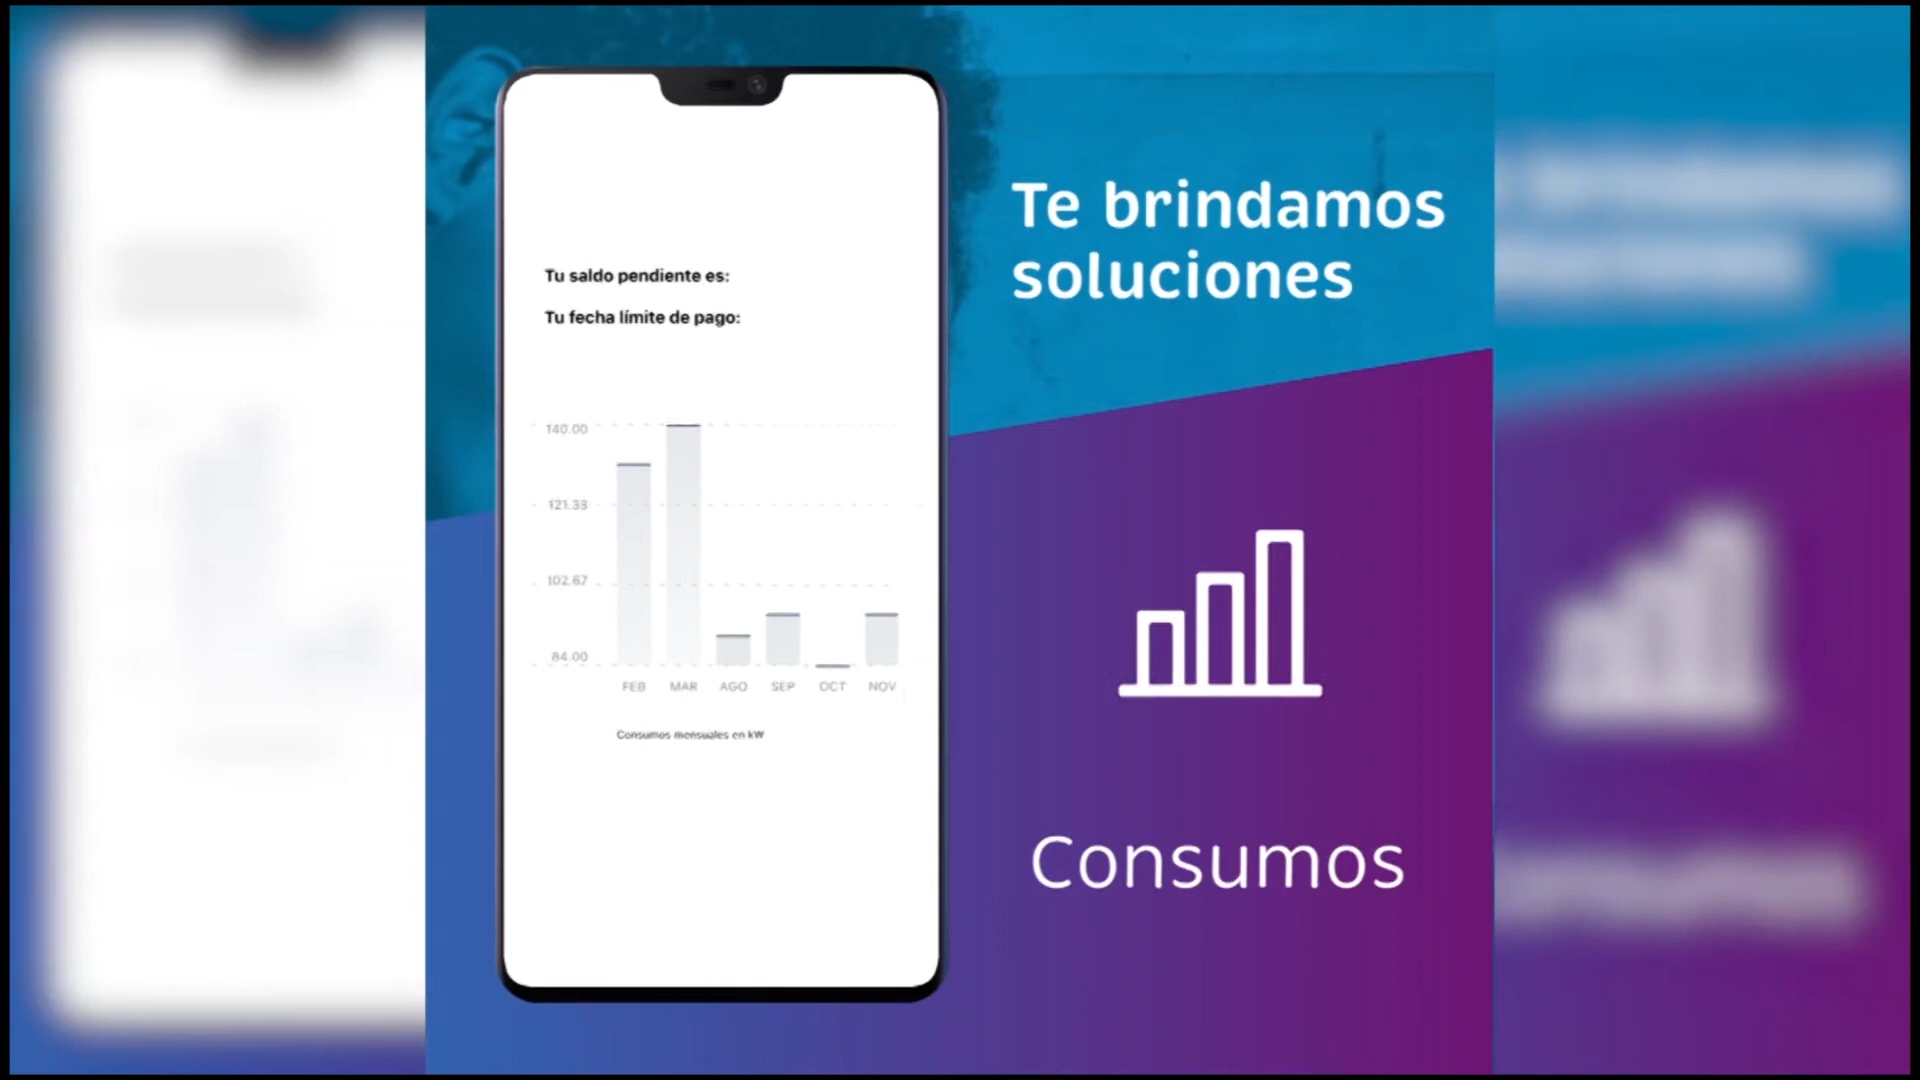 Te brindamos
soluciones
Tu saldo pendiente es:
Tu fecha límite de pago:
140.00
121.33
102.67
84.00
FEB MAR AGO SEP OCT NOV
Consumos mensuales en kW
Consumos